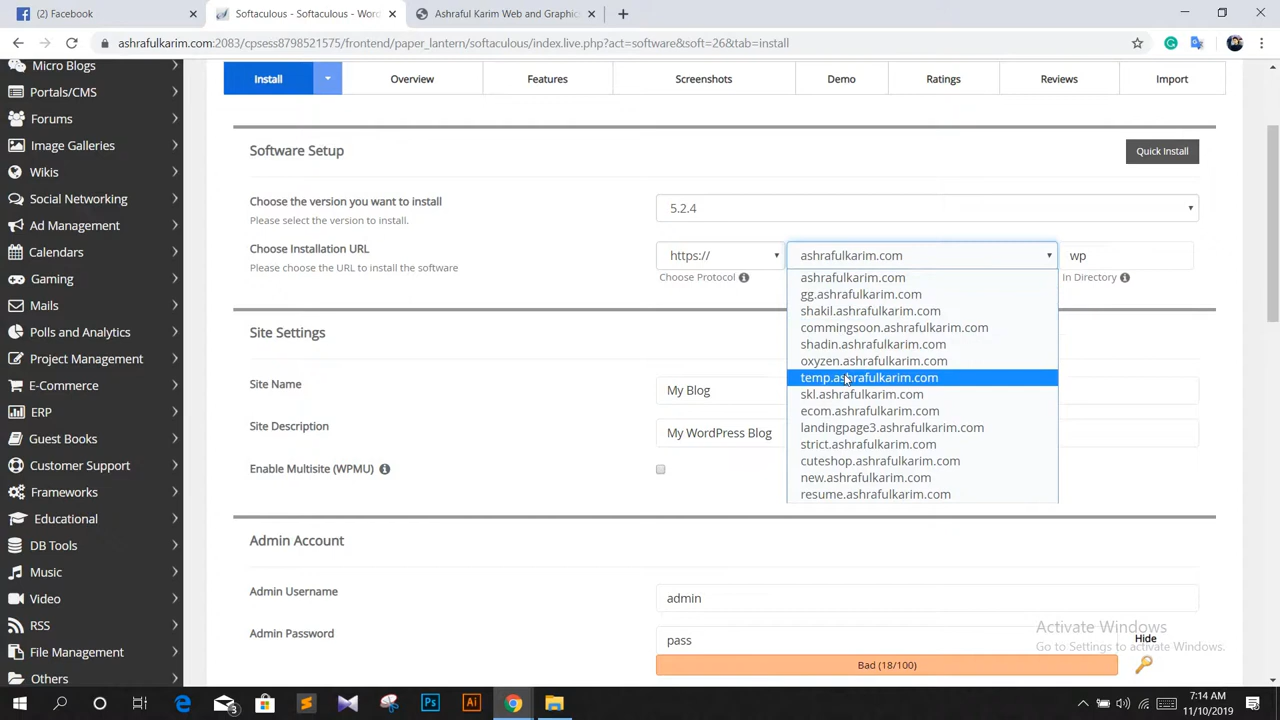 Facebook
Softaculous - Softaculous - Wor
Ashraful Karim Web and Graphic
ashrafulkarim.com:2083/cpsess8798521575/frontend/paper_lantern/softaculous/index.live.php?act=software&soft=26&tab=install
Micro Blogs
Portals/CMS
Forums
Image Galleries
Wikis
Social Networking
Ad Management
Calendars
Gaming
Mails
Polls and Analytics
Project Management
E-Commerce
ERP
Guest Books
Customer Support
Frameworks
Educational
DB Tools
Music
Video
RSS
File Management
Others
Install
Overview
Features
Screenshots
Demo
Ratings
Reviews
Import
Software Setup
Quick Install
Choose the version you want to install
Please select the version to install.
5.2.4
Choose Installation URL
Please choose the URL to install the software
https://
Choose Protocol
ashrafulkarim.com
wp
In Directory
ashrafulkarim.com
gg.ashrafulkarim.com
shakil.ashrafulkarim.com
commingsoon.ashrafulkarim.com
shadin.ashrafulkarim.com
oxyzen.ashrafulkarim.com
temp.ashrafulkarim.com
skl.ashrafulkarim.com
ecom.ashrafulkarim.com
landingpage3.ashrafulkarim.com
strict.ashrafulkarim.com
cuteshop.ashrafulkarim.com
new.ashrafulkarim.com
resume.ashrafulkarim.com
Site Settings
Site Name
My Blog
Site Description
My WordPress Blog
Enable Multisite (WPMU)
Admin Account
Admin Username
admin
Admin Password
pass
Hide
Bad (18/100)
Activate Windows
Go to Settings to activate Windows.
3
Ps
Ai
7:14 AM
11/10/2019